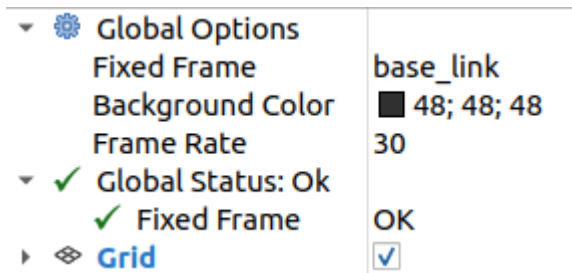 Global Options
Fixed Frame base_link
Background Color 48; 48; 48
Frame Rate 30
Global Status: Ok
Fixed Frame OK
Grid